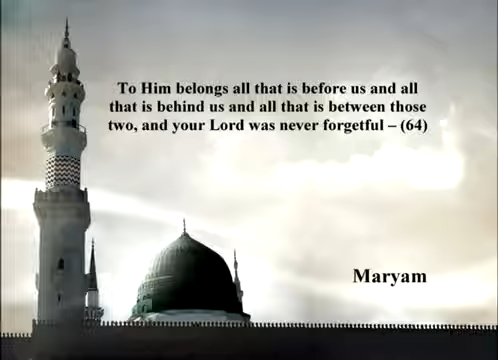 To Him belongs all that is before us and all
that is behind us and all that is between those
two, and your Lord was never forgetful – (64)
Maryam